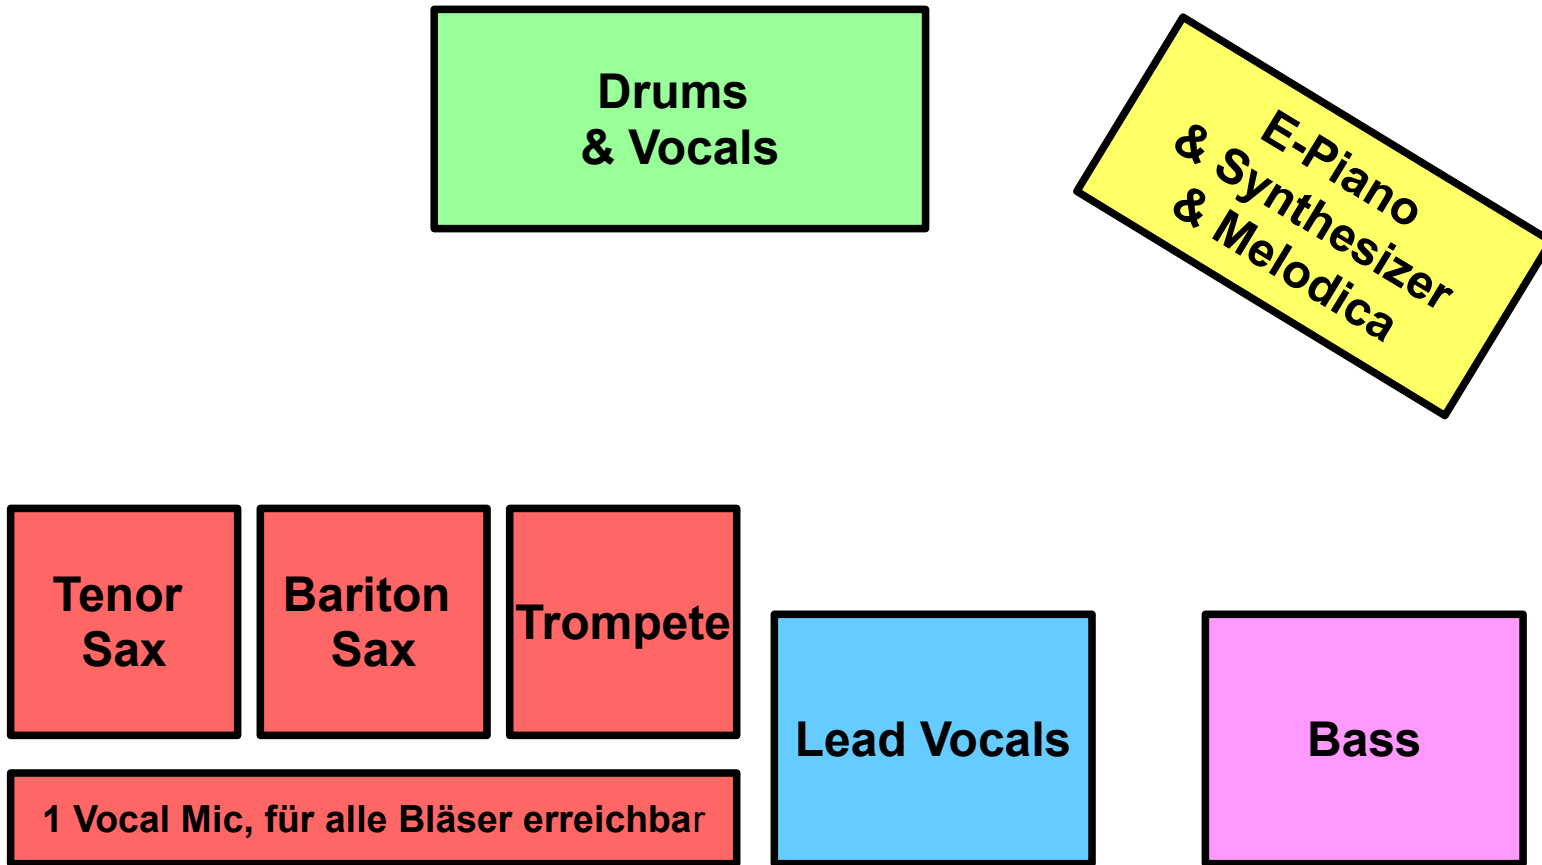 Drums
& Vocals
E-Piano
& Synthesizer
& Melodica
Tenor
Sax
Bariton
Sax
Trompete
Lead Vocals
Bass
1 Vocal Mic, für alle Bläser erreichbar